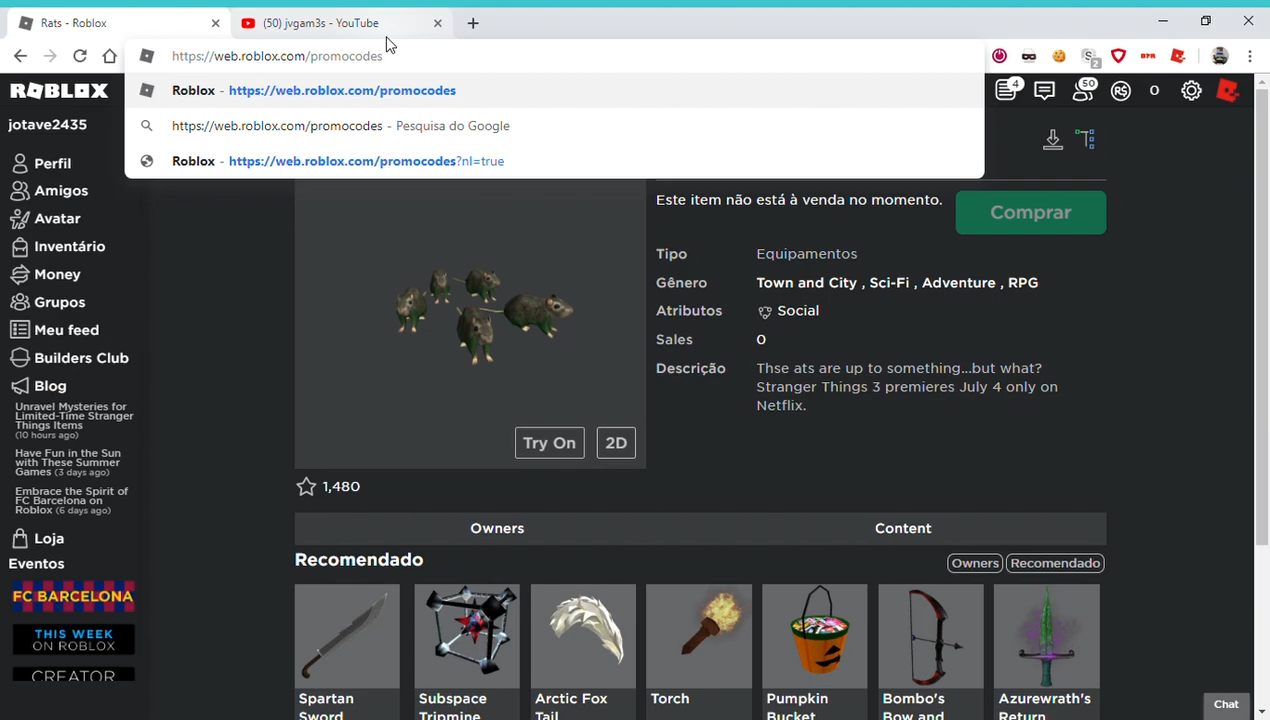 Rats - Roblox
(50) jvgam3s - YouTube
https://web.roblox.com/promocodes
Roblox - https://web.roblox.com/promocodes
https://web.roblox.com/promocodes - Pesquisa do Google
Roblox - https://web.roblox.com/promocodes?nl=true
2
ROBLOX
4
50
0
jotave2435
Perfil
Amigos
Avatar
Inventário
Money
Grupos
Meu feed
Builders Club
Blog
Unravel Mysteries for
Limited-Time Stranger
Things Items
(10 hours ago)
Have Fun in the Sun
with These Summer
Games (3 days ago)
Embrace the Spirit of
FC Barcelona on
Roblox (6 days ago)
Loja
Eventos
FC BARCELONA
THIS WEEK
ON ROBLOX
CREATOR
Este item não está à venda no momento.
Comprar
Tipo Equipamentos
Gênero Town and City , Sci-Fi , Adventure , RPG
Atributos Social
Sales 0
Descrição Thse ats are up to something...but what?
Stranger Things 3 premieres July 4 only on
Netflix.
Try On
2D
1,480
Owners
Content
Recomendado
Owners
Recomendado
Spartan
Sword
Subspace
Tripmine
Arctic Fox
Tail
Torch
Pumpkin
Bucket
Bombo's
Bow and
Azurewrath's
Return
Chat